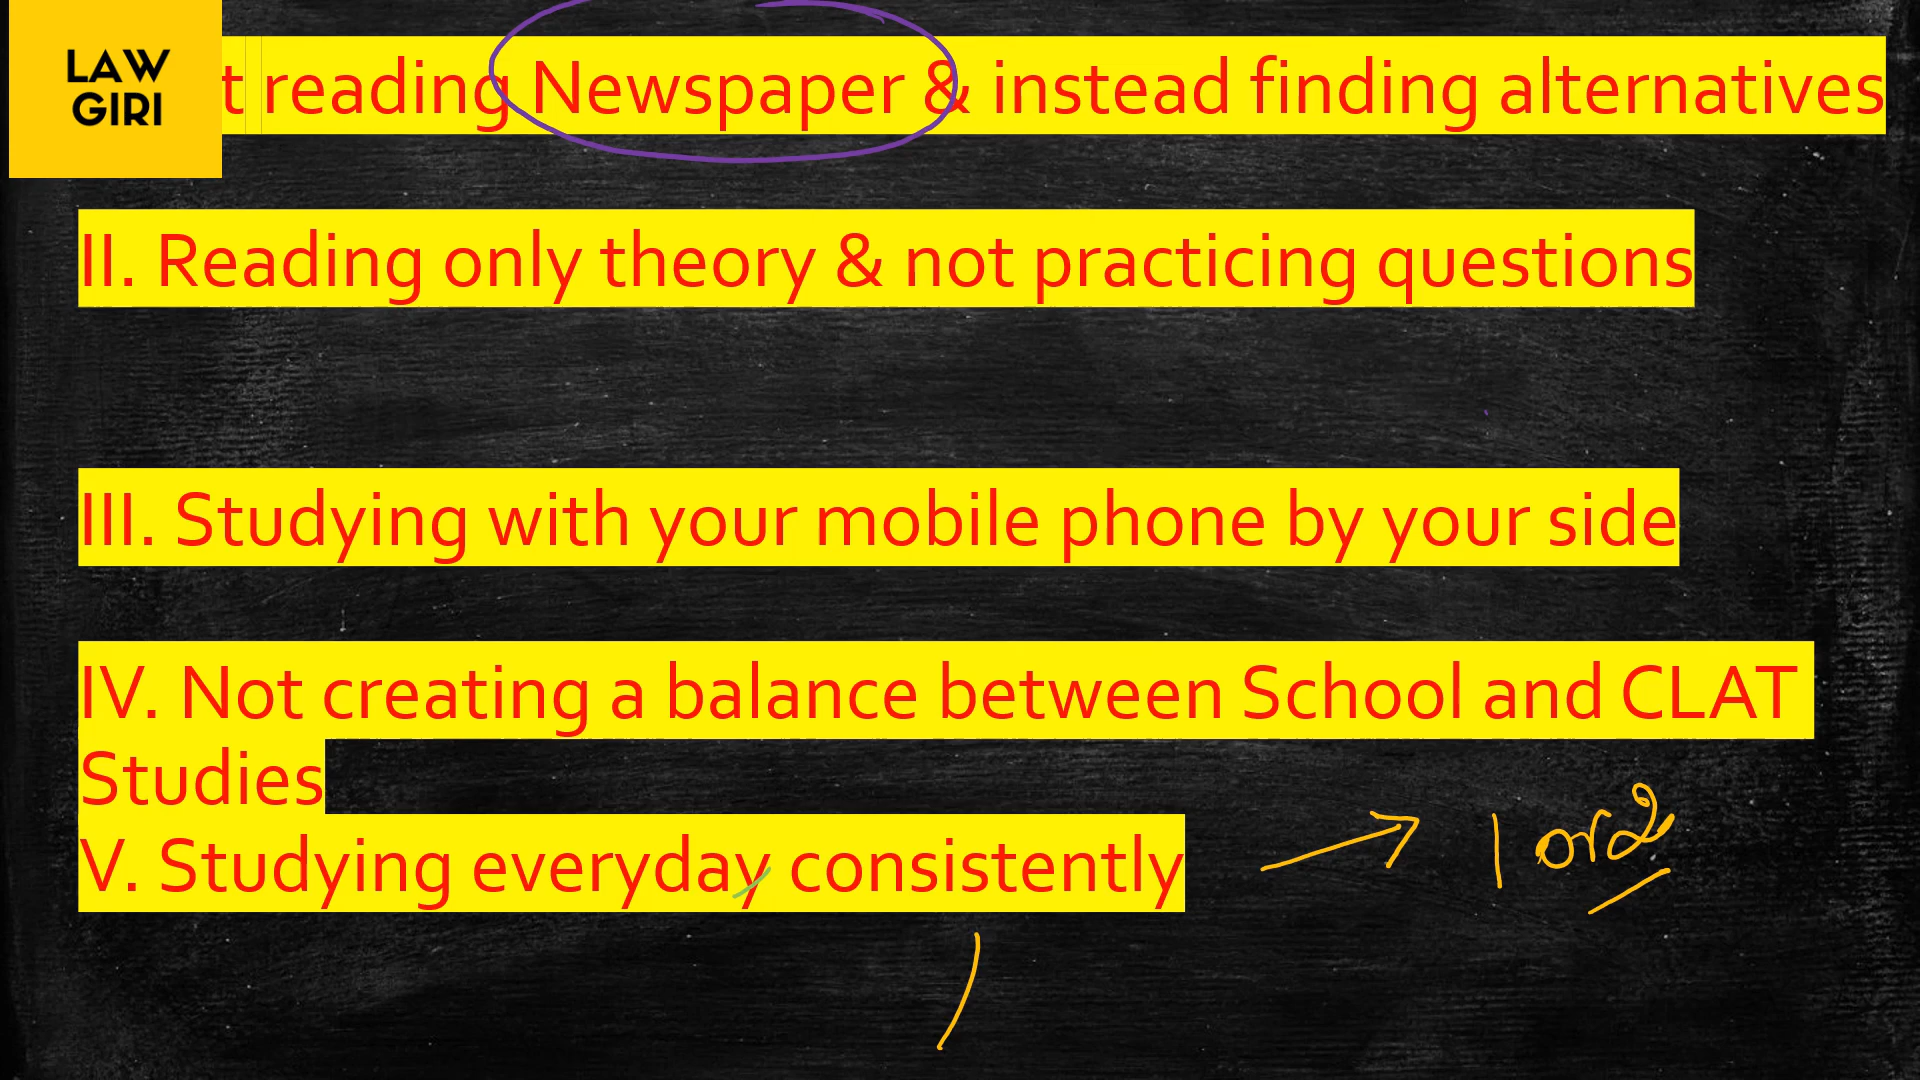 LAW
GIRI
t reading Newspaper & instead finding alternatives
II. Reading only theory & not practicing questions
III. Studying with your mobile phone by your side
IV. Not creating a balance between School and CLAT
Studies
V. Studying everyday consistently
1 or 2